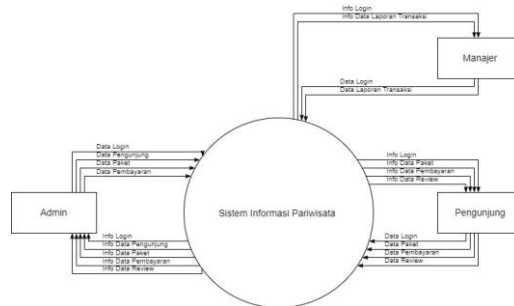 Info Login
Info Data Laporan Transaksi
Manajer
Data Login
Data Laporan Transaksi
Data Login
Data Pengunjung
Data Paket
Data Pembayaran
Info Login
Info Data Paket
Info Data Pembayaran
Info Data Review
Admin
Sistem Informasi Pariwisata
Pengunjung
Info Login
Info Data Pengunjung
Info Data Paket
Info Data Pembayaran
Info Data Review
Data Login
Data Paket
Data Pembayaran
Data Review